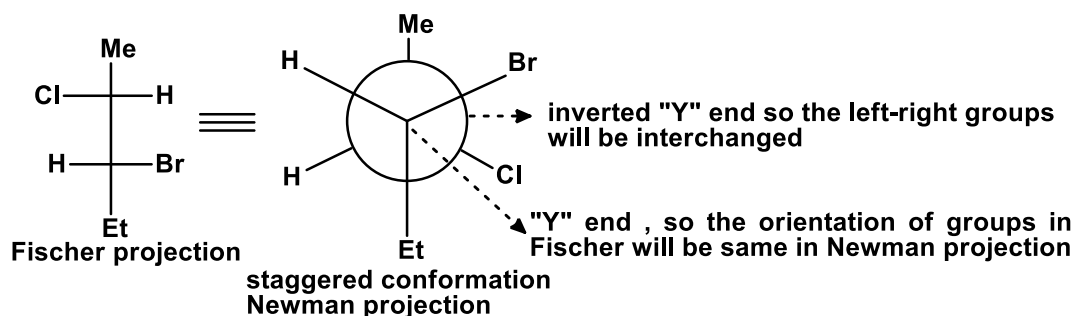 Me
Cl H
H Br
Et
Fischer projection
Me
H Br
H Cl
Et
staggered conformation
Newman projection
inverted "Y" end so the left-right groups
will be interchanged
"Y" end , so the orientation of groups in
Fischer will be same in Newman projection